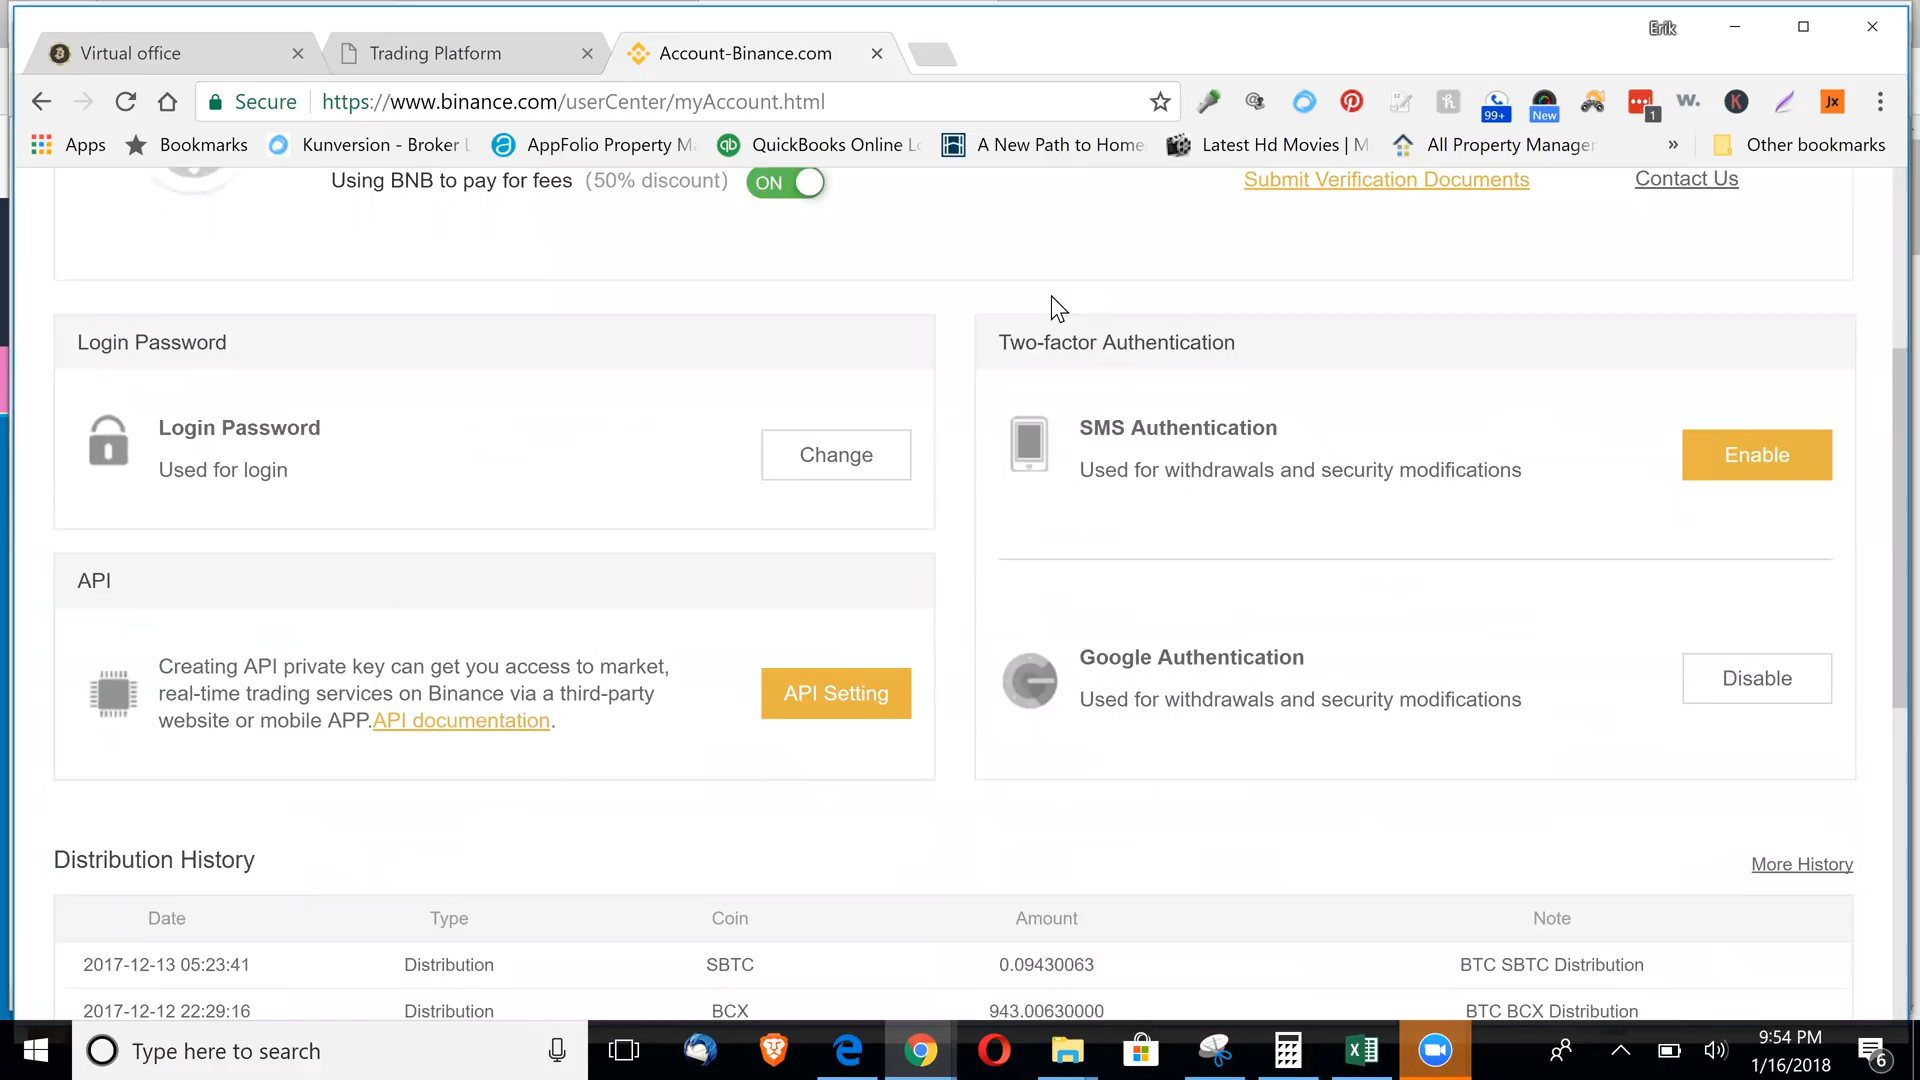 Erik
Virtual office
Trading Platform
Account-Binance.com
Secure
https://www.binance.com/userCenter/myAccount.html
99+
New
1
w.
K
Jx
Apps
Bookmarks
Kunversion - Broker
AppFolio Property M
qb
QuickBooks Online
A New Path to Home
Latest Hd Movies | M
All Property Manager
»
Other bookmarks
Using BNB to pay for fees (50% discount)
ON
Submit Verification Documents
Contact Us
Login Password
Login Password
Used for login
Change
Two-factor Authentication
SMS Authentication
Used for withdrawals and security modifications
Enable
API
Creating API private key can get you access to market,
real-time trading services on Binance via a third-party
website or mobile APP.API documentation.
API Setting
Google Authentication
Used for withdrawals and security modifications
Disable
Distribution History
More History
Date Type Coin Amount Note
2017-12-13 05:23:41 Distribution SBTC 0.09430063 BTC SBTC Distribution
2017-12-12 22:29:16 Distribution BCX 943.00630000 BTC BCX Distribution
Type here to search
9:54 PM
1/16/2018
6